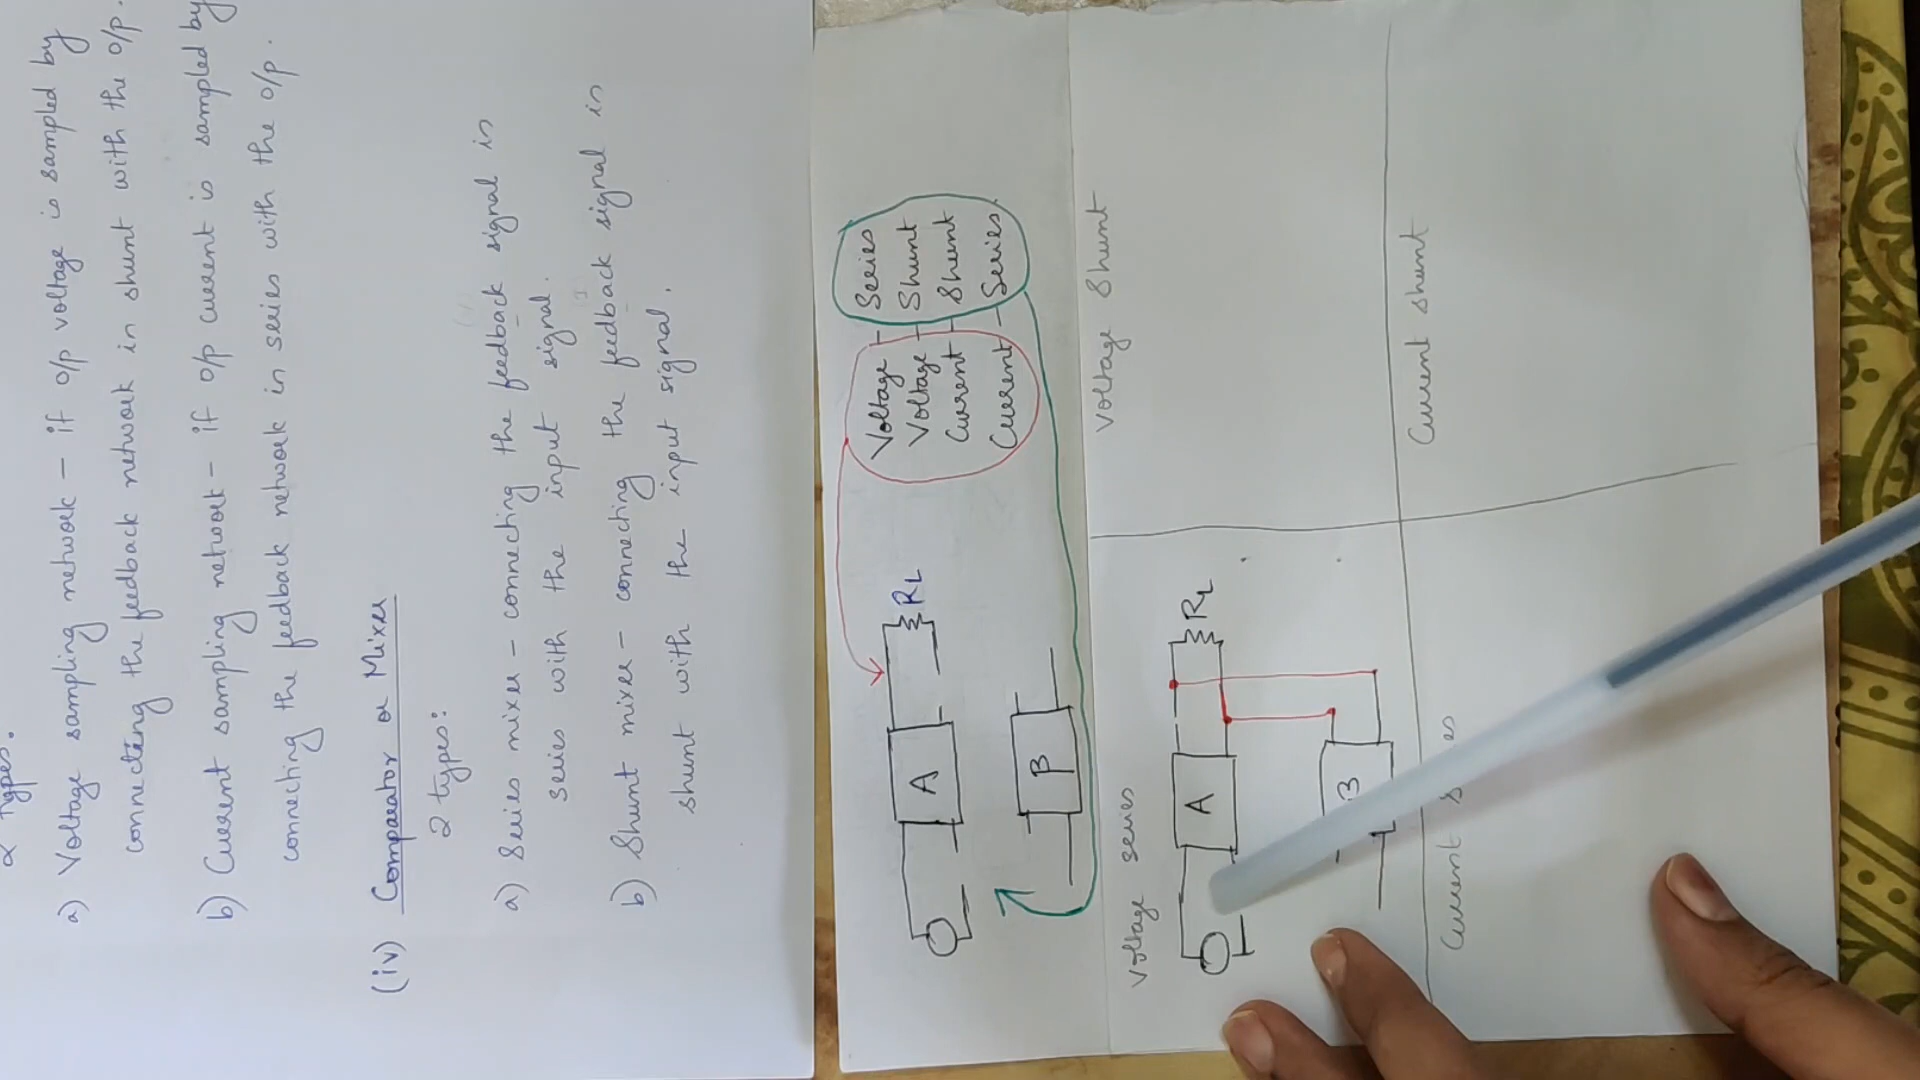 2 types:
a) Voltage sampling network - if o/p voltage is sampled by
connecting the feedback network in shunt with the o/p.
b) Current sampling network - if o/p current is sampled by
connecting the feedback network in series with the o/p.
(iv) Comparator or Mixer
2 types:
a) Series mixer - connecting the feedback signal in
series with the input signal.
b) Shunt mixer - connecting the feedback signal in
shunt with the input signal.
A
RL
β
Voltage - Series
Voltage - Shunt
Current - Shunt
Current - Series
Voltage series
A
RL
β
Voltage Shunt
Current
Current shunt